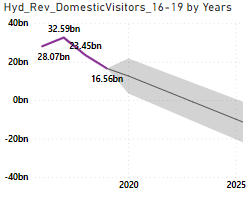 Hyd_Rev_DomesticVisitors_16-19 by Years
40bn
32.59bn
23.45bn
28.07bn
20bn
16.56bn
0bn
-20bn
-40bn
2020
2025